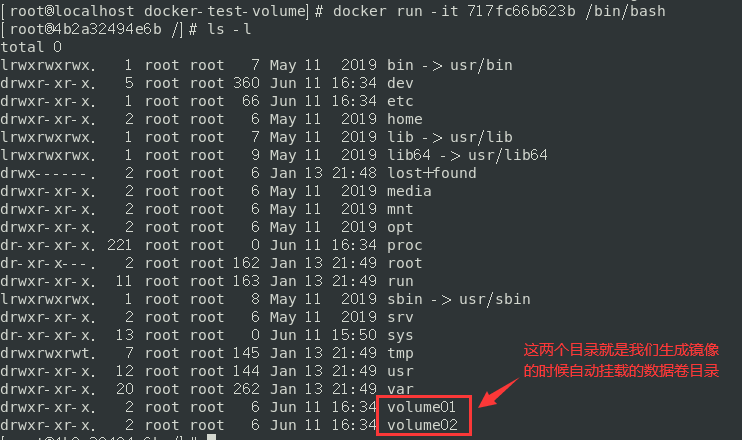 [root@localhost docker-test-volume]# docker run -it 717fc66b623b /bin/bash
[root@4b2a32494e6b /]# ls -l
total 0
lrwxrwxrwx.   1 root root   7 May 11  2019 bin -> usr/bin
drwxr-xr-x.   5 root root 360 Jun 11 16:34 dev
drwxr-xr-x.   1 root root  66 Jun 11 16:34 etc
drwxr-xr-x.   2 root root   6 May 11  2019 home
lrwxrwxrwx.   1 root root   7 May 11  2019 lib -> usr/lib
lrwxrwxrwx.   1 root root   9 May 11  2019 lib64 -> usr/lib64
drwx------.   2 root root   6 Jan 13 21:48 lost+found
drwxr-xr-x.   2 root root   6 May 11  2019 media
drwxr-xr-x.   2 root root   6 May 11  2019 mnt
drwxr-xr-x.   2 root root   6 May 11  2019 opt
dr-xr-xr-x. 221 root root   0 Jun 11 16:34 proc
dr-xr-x---.   2 root root 162 Jan 13 21:49 root
drwxr-xr-x.  11 root root 163 Jan 13 21:49 run
lrwxrwxrwx.   1 root root   8 May 11  2019 sbin -> usr/sbin
drwxr-xr-x.   2 root root   6 May 11  2019 srv
dr-xr-xr-x.  13 root root   0 Jun 11 15:50 sys
drwxrwxrwt.   7 root root 145 Jan 13 21:49 tmp
drwxr-xr-x.  12 root root 144 Jan 13 21:49 usr
drwxr-xr-x.  20 root root 262 Jan 13 21:49 var
drwxr-xr-x.   2 root root   6 Jun 11 16:34 volume01
drwxr-xr-x.   2 root root   6 Jun 11 16:34 volume02
这两个目录就是我们生成镜像
的时候自动挂载的数据卷目录